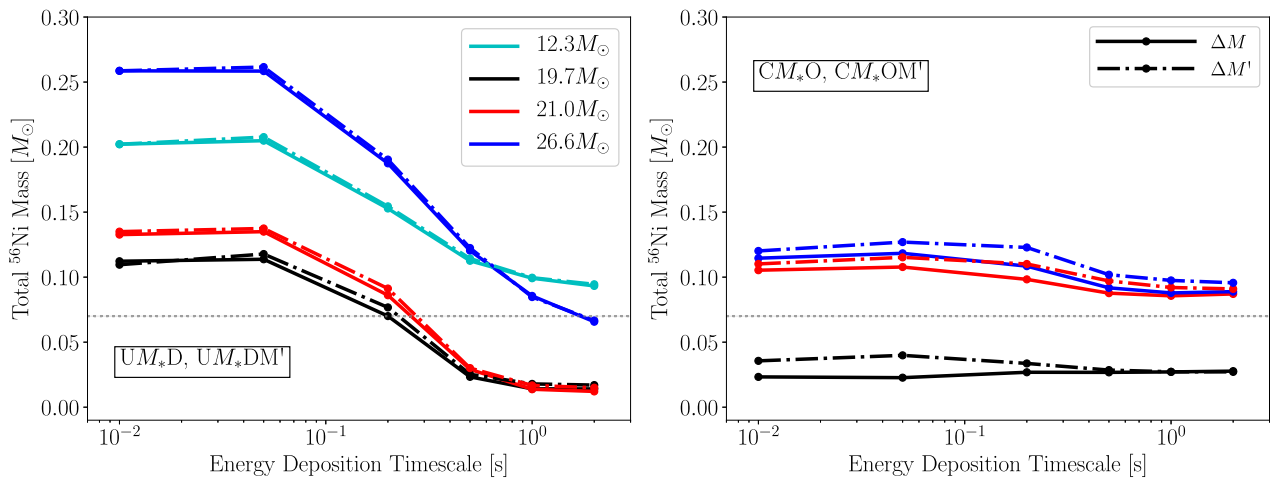 0.30
0.25
0.20
0.15
0.10
0.05
0.00
Total ⁵⁶Ni Mass [M⊙]
12.3M⊙
19.7M⊙
21.0M⊙
26.6M⊙
UM*D, UM*DM'
10⁻²
10⁻¹
10⁰
Energy Deposition Timescale [s]
0.30
0.25
0.20
0.15
0.10
0.05
0.00
Total ⁵⁶Ni Mass [M⊙]
CM*O, CM*OM'
ΔM
ΔM'
10⁻²
10⁻¹
10⁰
Energy Deposition Timescale [s]